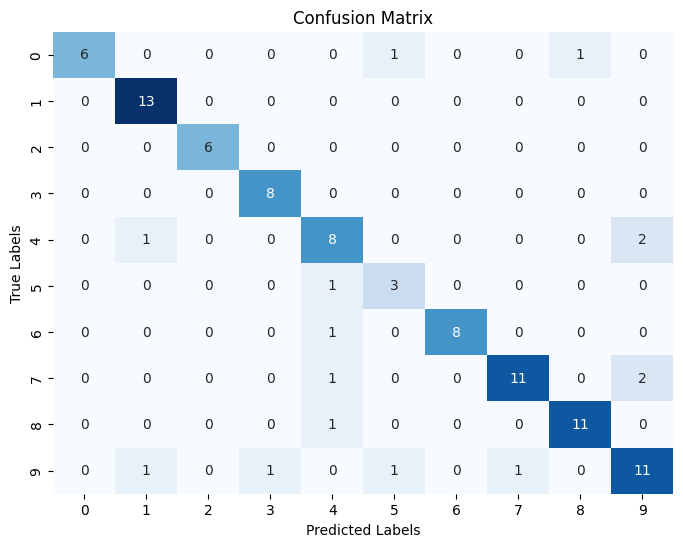 Confusion Matrix
True Labels
0 6 0 0 0 0 1 0 0 1 0
1 0 13 0 0 0 0 0 0 0 0
2 0 0 6 0 0 0 0 0 0 0
3 0 0 0 8 0 0 0 0 0 0
4 0 1 0 0 8 0 0 0 0 2
5 0 0 0 0 1 3 0 0 0 0
6 0 0 0 0 1 0 8 0 0 0
7 0 0 0 0 1 0 0 11 0 2
8 0 0 0 0 1 0 0 0 11 0
9 0 1 0 1 0 1 0 1 0 11
0 1 2 3 4 5 6 7 8 9
Predicted Labels